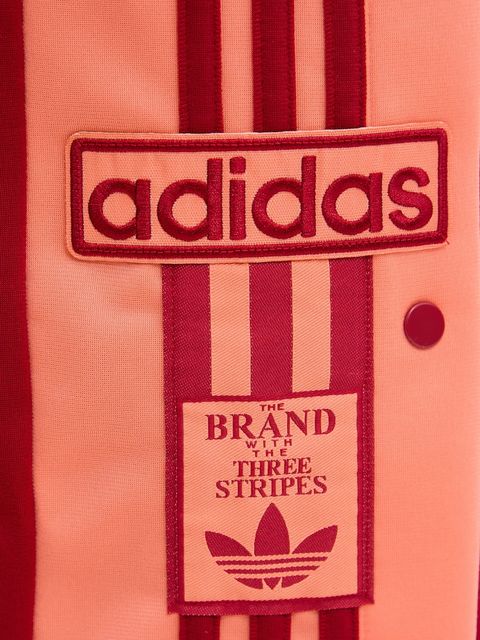 adidas
THE
BRAND
WITH
THE
THREE
STRIPES